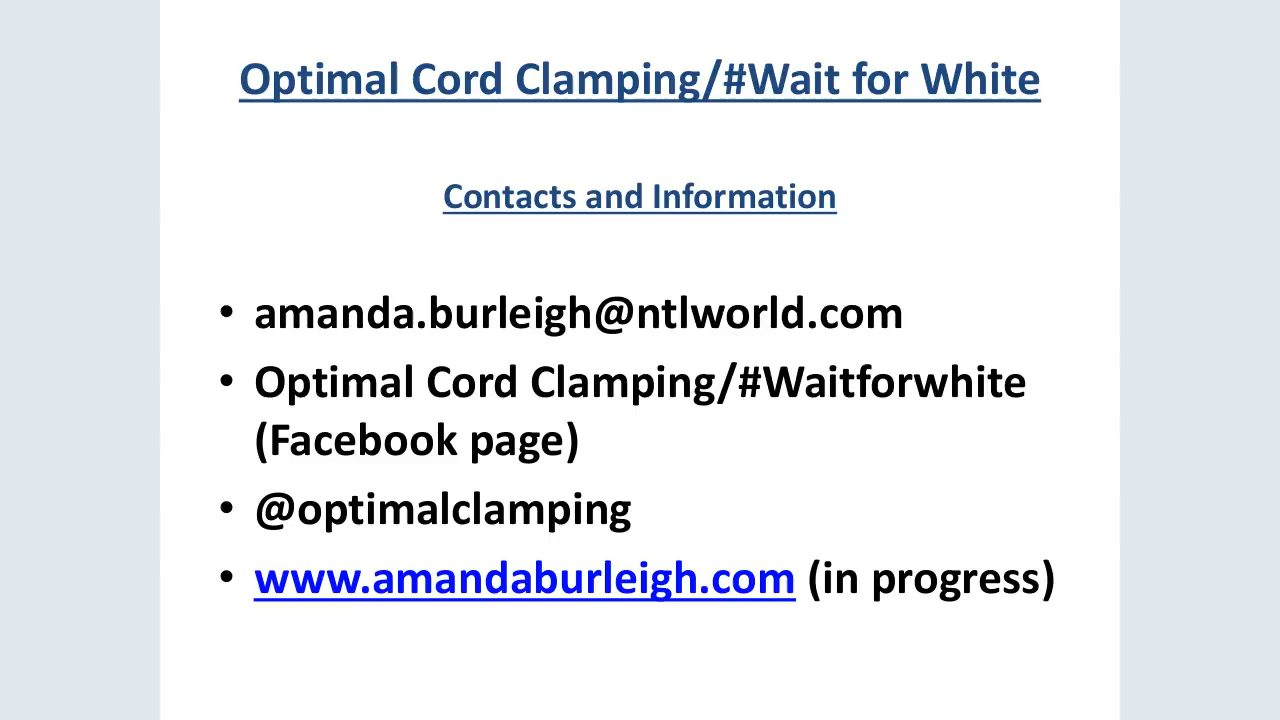 Optimal Cord Clamping/#Wait for White
Contacts and Information
• amanda.burleigh@ntlworld.com
• Optimal Cord Clamping/#Waitforwhite
(Facebook page)
• @optimalclamping
• www.amandaburleigh.com (in progress)